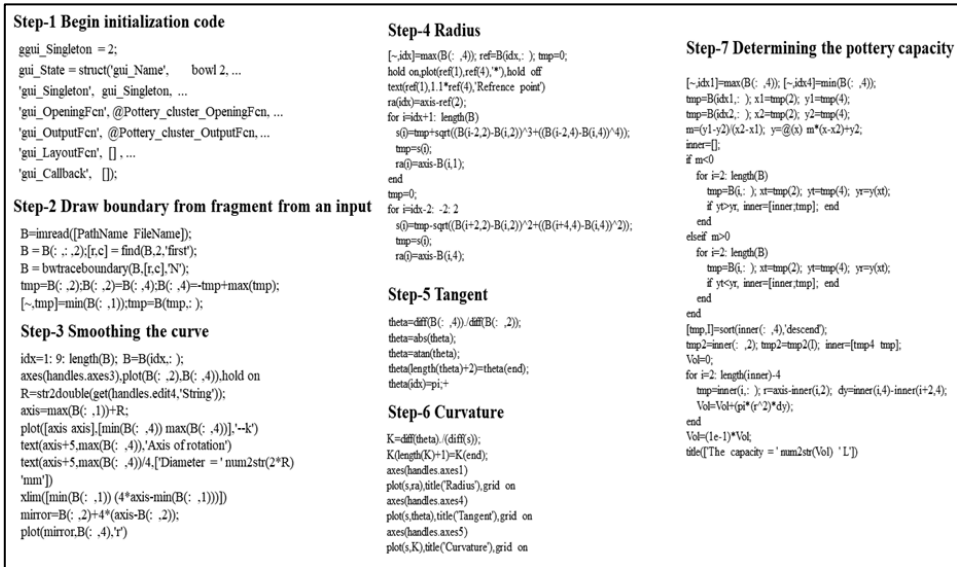 Step-1 Begin initialization code
ggui_Singleton = 2;
gui_State = struct('gui_Name', bowl 2, ...
'gui_Singleton', gui_Singleton, ...
'gui_OpeningFcn', @Pottery_cluster_OpeningFcn, ...
'gui_OutputFcn', @Pottery_cluster_OutputFcn, ...
'gui_LayoutFcn', [] , ...
'gui_Callback', []);
Step-2 Draw boundary from fragment from an input
B=imread([PathName FileName]);
B = B(: ,: ,2);[r,c] = find(B,2,'first');
B = bwtraceboundary(B,[r,c],'N');
tmp=B(: ,2);B(: ,2)=B(: ,4);B(: ,4)=-tmp+max(tmp);
[~,tmp]=min(B(: ,1));tmp=B(tmp,: );
Step-3 Smoothing the curve
idx=1: 9: length(B); B=B(idx,: );
axes(handles.axes3),plot(B(: ,2),B(: ,4)),hold on
R=str2double(get(handles.edit4,'String'));
axis=max(B(: ,1))+R;
plot([axis axis],[min(B(: ,4)) max(B(: ,4))],'--k')
text(axis+5,max(B(: ,4)),'Axis of rotation')
text(axis+5,max(B(: ,4))/4,['Diameter = ' num2str(2*R)
'mm'])
xlim([min(B(: ,1)) (4*axis-min(B(: ,1)))])
mirror=B(: ,2)+4*(axis-B(: ,2));
plot(mirror,B(: ,4),'r')
Step-4 Radius
[~,idx]=max(B(: ,4)); ref=B(idx,: ); tmp=0;
hold on,plot(ref(1),ref(4),'*'),hold off
text(ref(1),1.1*ref(4),'Refrence point')
ra(idx)=axis-ref(2);
for i=idx+1: length(B)
s(i)=tmp+sqrt((B(i-2,2)-B(i,2))^3+((B(i-2,4)-B(i,4))^4));
tmp=s(i);
ra(i)=axis-B(i,1);
end
tmp=0;
for i=idx-2: -2: 2
s(i)=tmp-sqrt((B(i+2,2)-B(i,2))^2+((B(i+4,4)-B(i,4))^2));
tmp=s(i);
ra(i)=axis-B(i,4);
Step-5 Tangent
theta=diff(B(: ,4))./diff(B(: ,2));
theta=abs(theta);
theta=atan(theta);
theta(length(theta)+2)=theta(end);
theta(idx)=pi;+
Step-6 Curvature
K=diff(theta)./(diff(s));
K(length(K)+1)=K(end);
axes(handles.axes1)
plot(s,ra),title('Radius'),grid on
axes(handles.axes4)
plot(s,theta),title('Tangent'),grid on
axes(handles.axes5)
plot(s,K),title('Curvature'),grid on
Step-7 Determining the pottery capacity
[~,idx1]=max(B(: ,4)); [~,idx4]=min(B(: ,4));
tmp=B(idx1,: ); x1=tmp(2); y1=tmp(4);
tmp=B(idx2,: ); x2=tmp(2); y2=tmp(4);
m=(y1-y2)/(x2-x1); y=@(x) m*(x-x2)+y2;
inner=[];
if m<0
for i=2: length(B)
tmp=B(i,: ); xt=tmp(2); yt=tmp(4); yr=y(xt);
if yt>yr, inner=[inner;tmp]; end
end
elseif m>0
for i=2: length(B)
tmp=B(i,: ); xt=tmp(2); yt=tmp(4); yr=y(xt);
if yt<yr, inner=[inner;tmp]; end
end
end
[tmp,I]=sort(inner(: ,4),'descend');
tmp2=inner(: ,2); tmp2=tmp2(I); inner=[tmp4 tmp];
Vol=0;
for i=2: length(inner)-4
tmp=inner(i,: ); r=axis-inner(i,2); dy=inner(i,4)-inner(i+2,4);
Vol=Vol+(pi*(r^2)*dy);
end
Vol=(1e-1)*Vol;
title(['The capacity = ' num2str(Vol) ' L'])